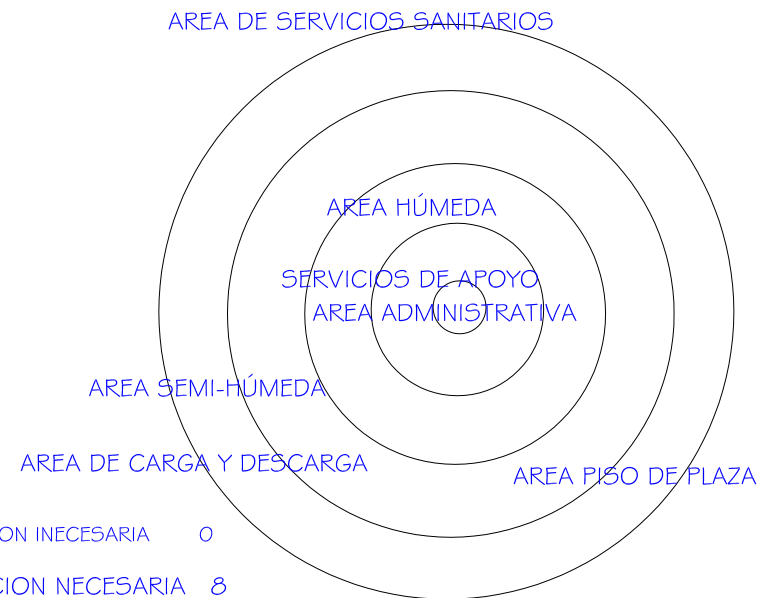 AREA DE SERVICIOS SANITARIOS
AREA HÚMEDA
SERVICIOS DE APOYO
AREA ADMINISTRATIVA
AREA SEMI-HÚMEDA
AREA DE CARGA Y DESCARGA
AREA PISO DE PLAZA
ON INECESARIA 0
CION NECESARIA 8